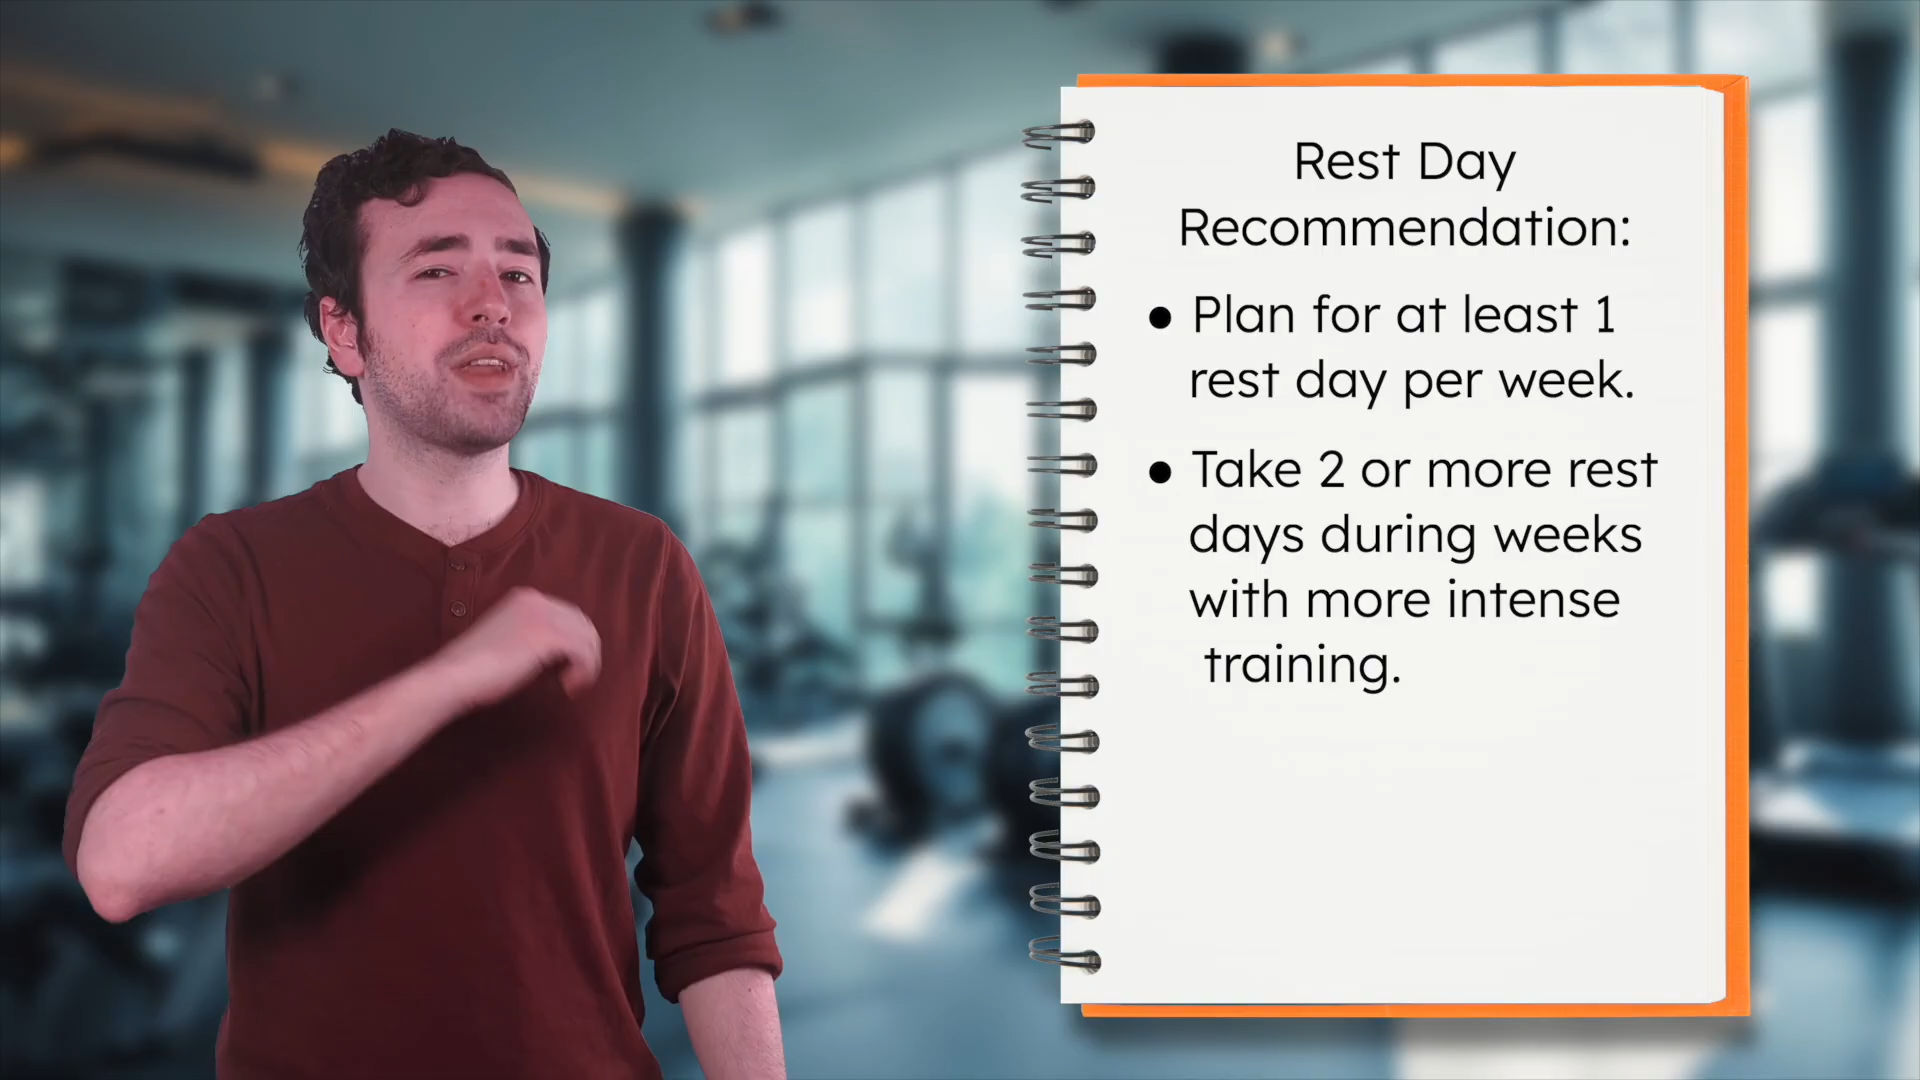 Rest Day
Recommendation:
● Plan for at least 1
rest day per week.
● Take 2 or more rest
days during weeks
with more intense
training.